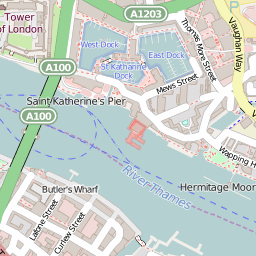 Tower
of London
A1203
Thomas More Street
Vaughan Way
West Dock
East Dock
A100
St Katharine
Dock
Mews Street
Saint Katherine's Pier
A100
Wapping H
River Thames
Hermitage Moor
Butler's Wharf
Lafone Street
Curlew Street